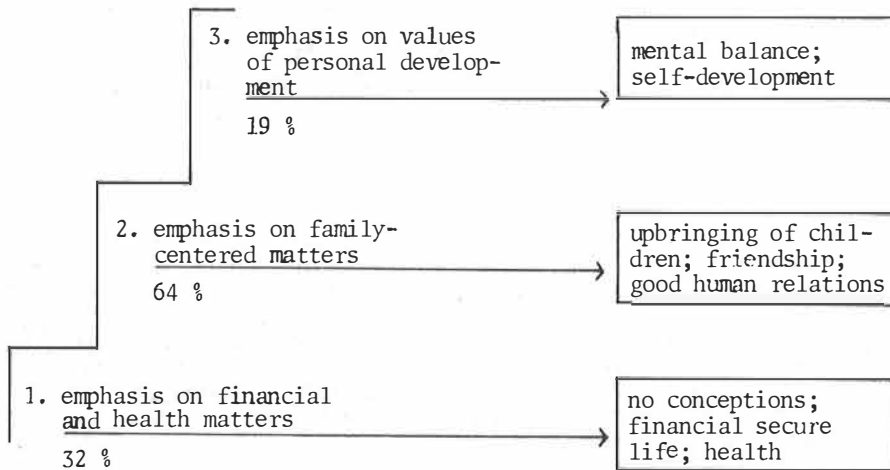 3. emphasis on values
of personal develop-
ment
19 %
mental balance;
self-development
2. emphasis on family-
centered matters
64 %
upbringing of chil-
dren; friendship;
good human relations
1. emphasis on financial
and health matters
32 %
no conceptions;
financial secure
life; health